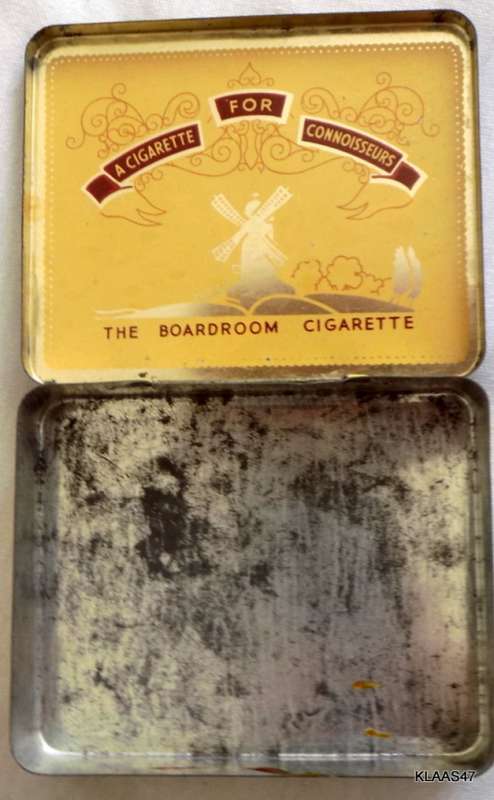 A CIGARETTE FOR CONNOISSEURS
THE BOARDROOM CIGARETTE
KLAAS47